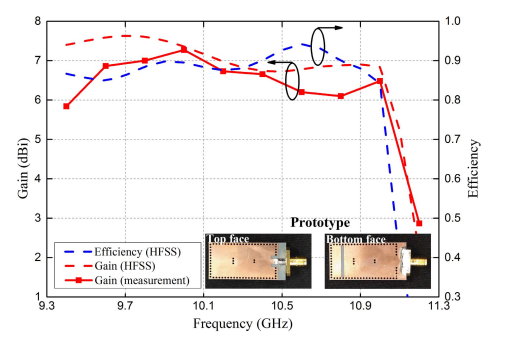 8
7
6
5
4
3
2
1
Gain (dBi)
1.0
0.9
0.8
0.7
0.6
0.5
0.4
0.3
Efficiency
Prototype
Top face
Bottom face
Efficiency (HFSS)
Gain (HFSS)
Gain (measurement)
9.3 9.7 10.1 10.5 10.9 11.3
Frequency (GHz)